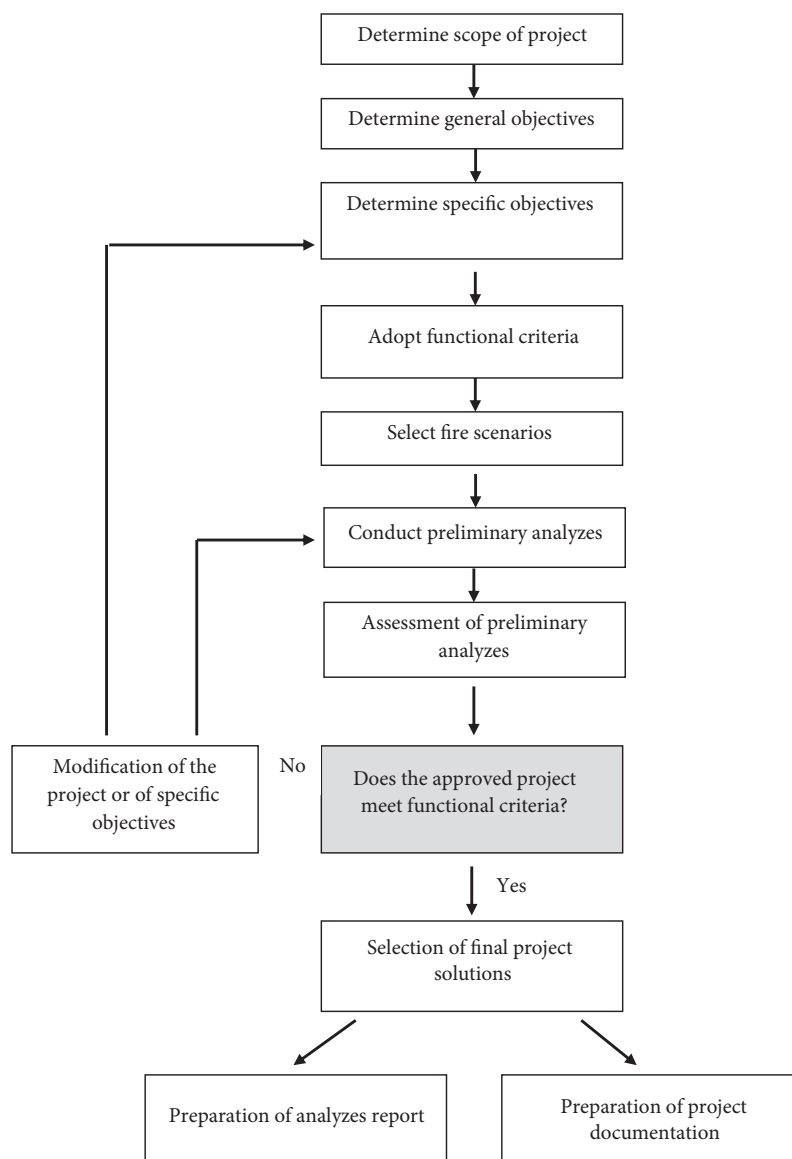 Determine scope of project
Determine general objectives
Determine specific objectives
Adopt functional criteria
Select fire scenarios
Conduct preliminary analyzes
Assessment of preliminary
analyzes
Modification of the
project or of specific
objectives
No
Does the approved project
meet functional criteria?
Yes
Selection of final project
solutions
Preparation of analyzes report
Preparation of project
documentation